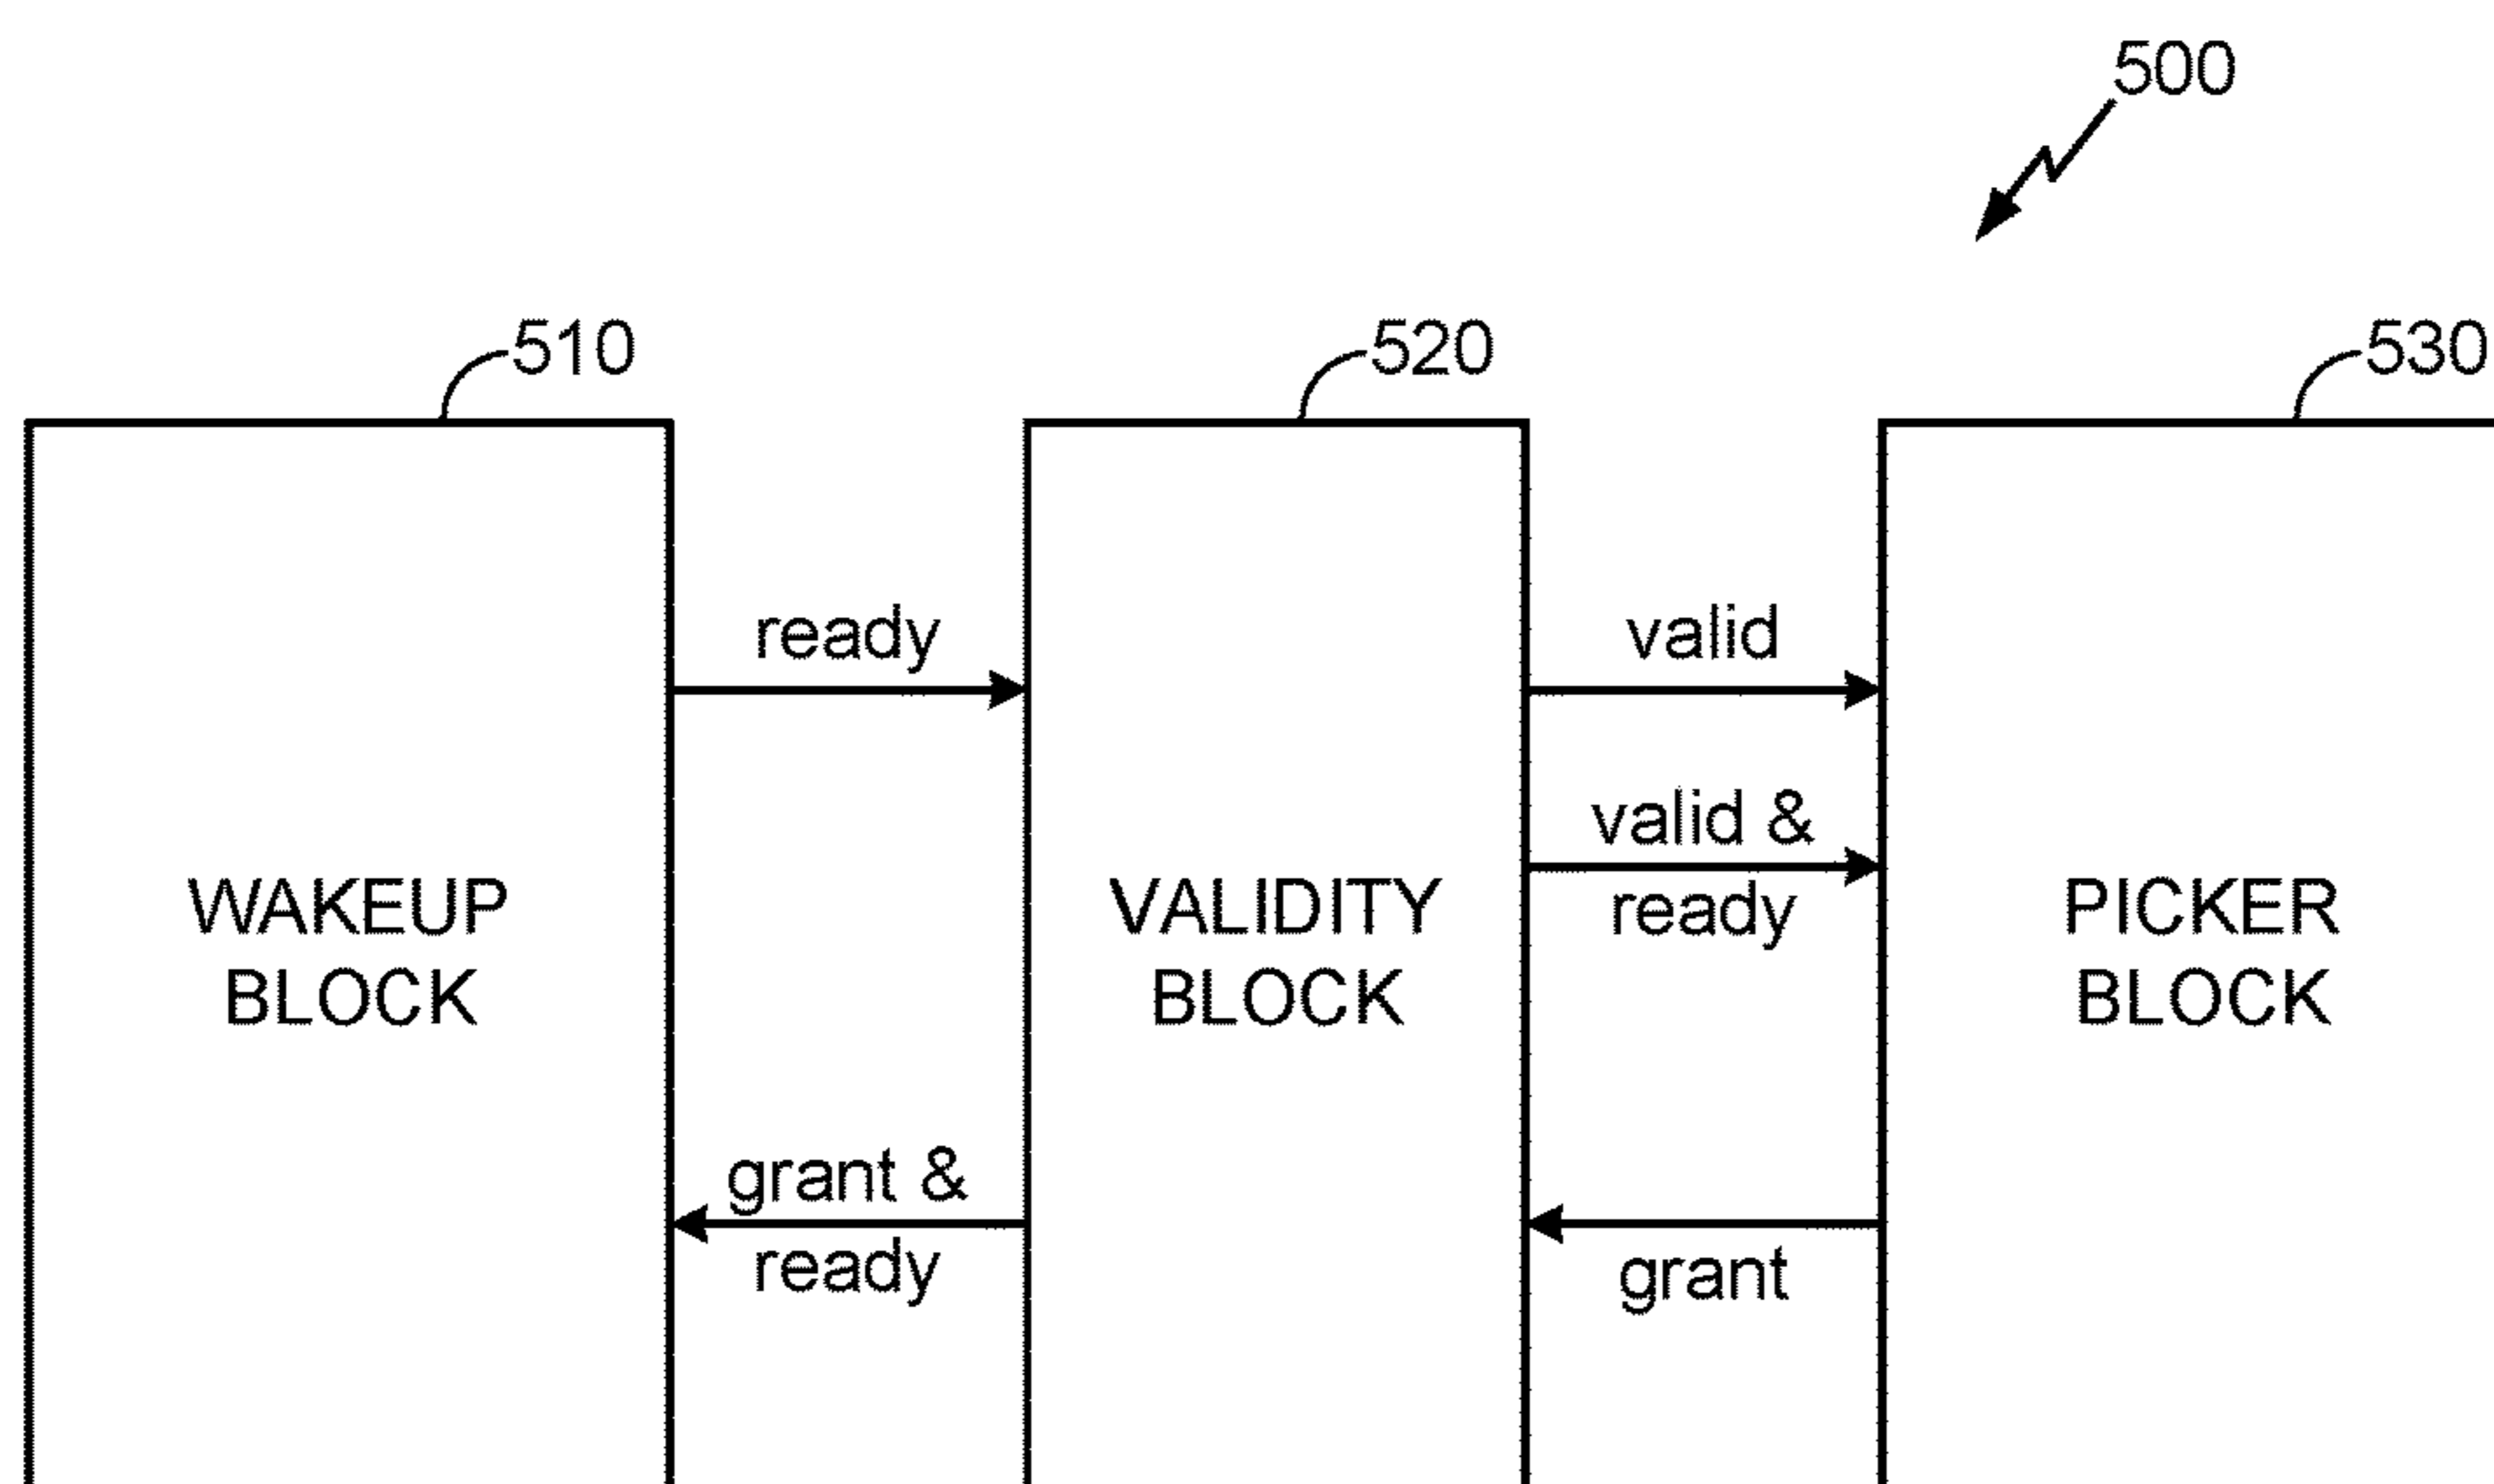 500
510
520
530
ready
valid
valid &
ready
WAKEUP
BLOCK
VALIDITY
BLOCK
PICKER
BLOCK
grant &
ready
grant